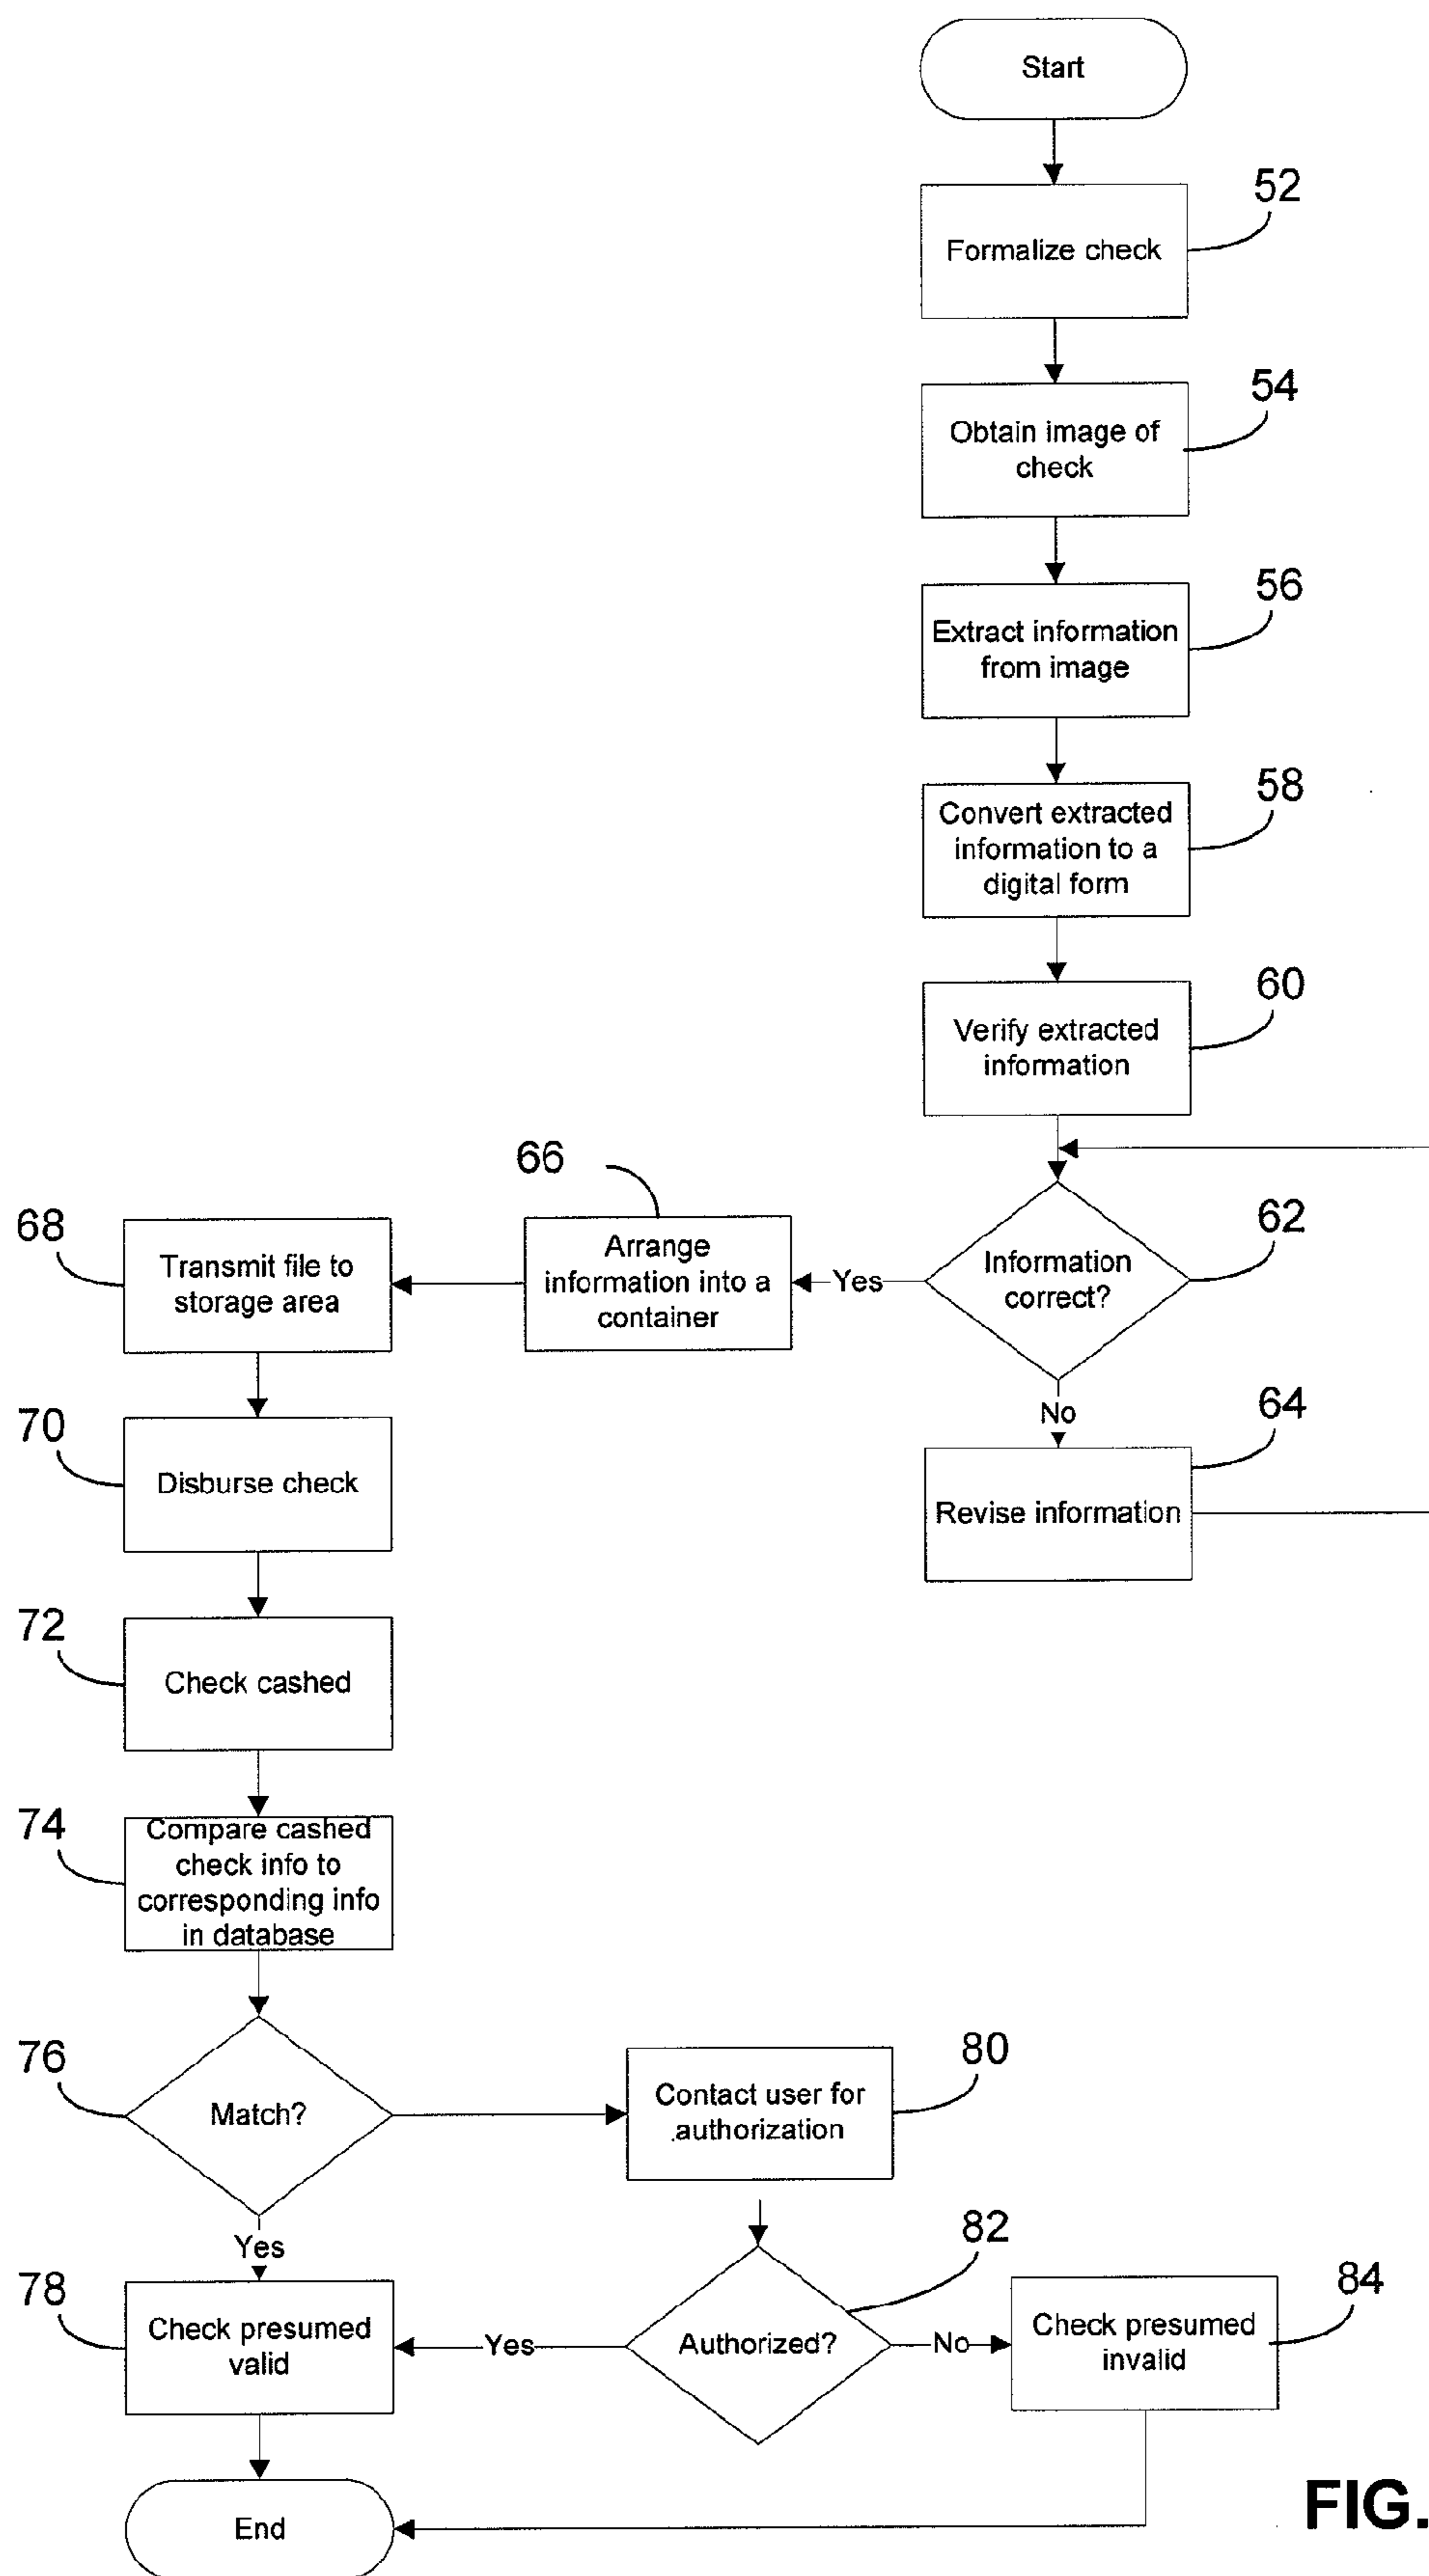 Start
52
Formalize check
54
Obtain image of
check
56
Extract information
from image
58
Convert extracted
information to a
digital form
60
Verify extracted
information
62
Information
correct?
Yes
No
64
Revise information
66
Arrange
information into a
container
68
Transmit file to
storage area
70
Disburse check
72
Check cashed
74
Compare cashed
check info to
corresponding info
in database
76
Match?
Yes
80
Contact user for
authorization
82
Authorized?
Yes
No
78
Check presumed
valid
84
Check presumed
invalid
End
FIG.